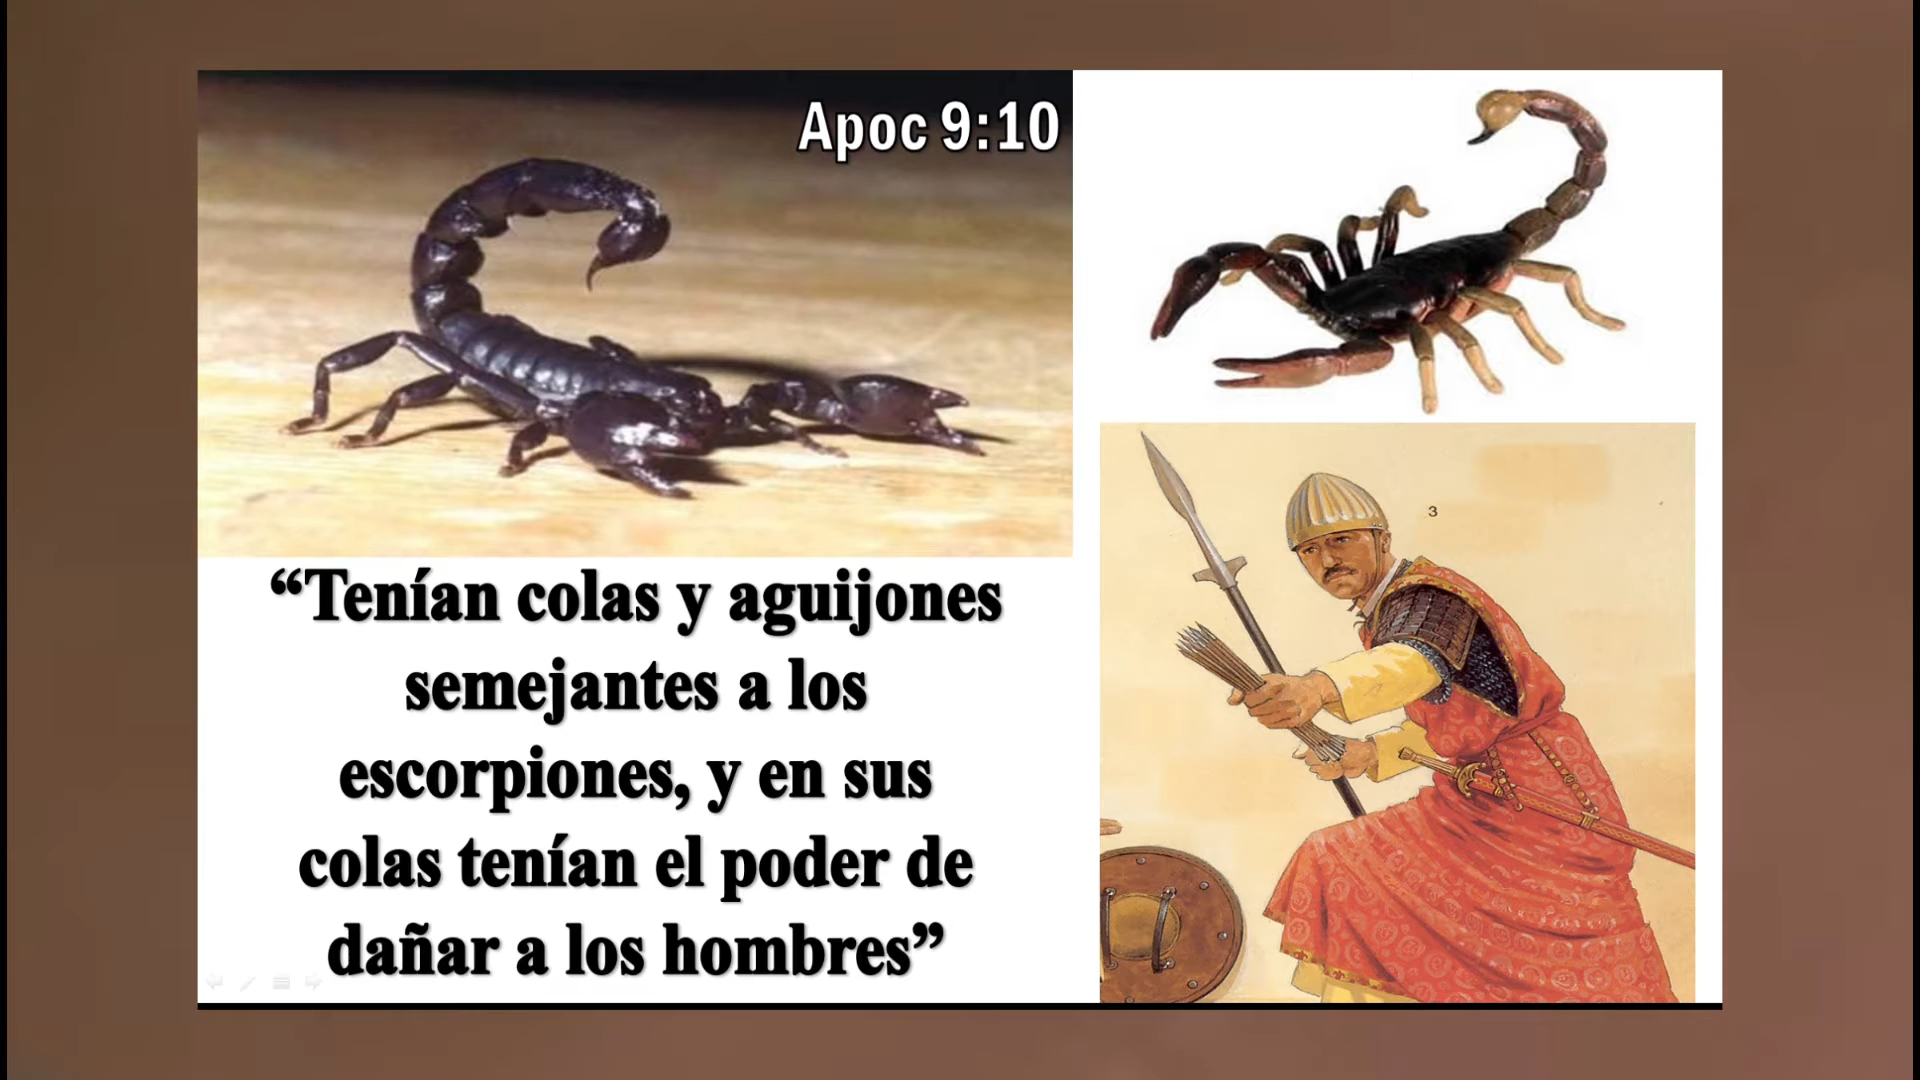 Apoc 9:10
“Tenían colas y aguijones
semejantes a los
escorpiones, y en sus
colas tenían el poder de
dañar a los hombres”
3